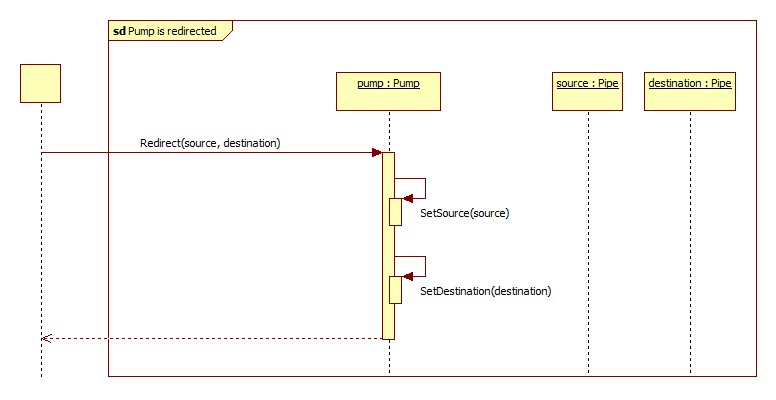 sd Pump is redirected
pump : Pump
source : Pipe
destination : Pipe
Redirect(source, destination)
SetSource(source)
SetDestination(destination)